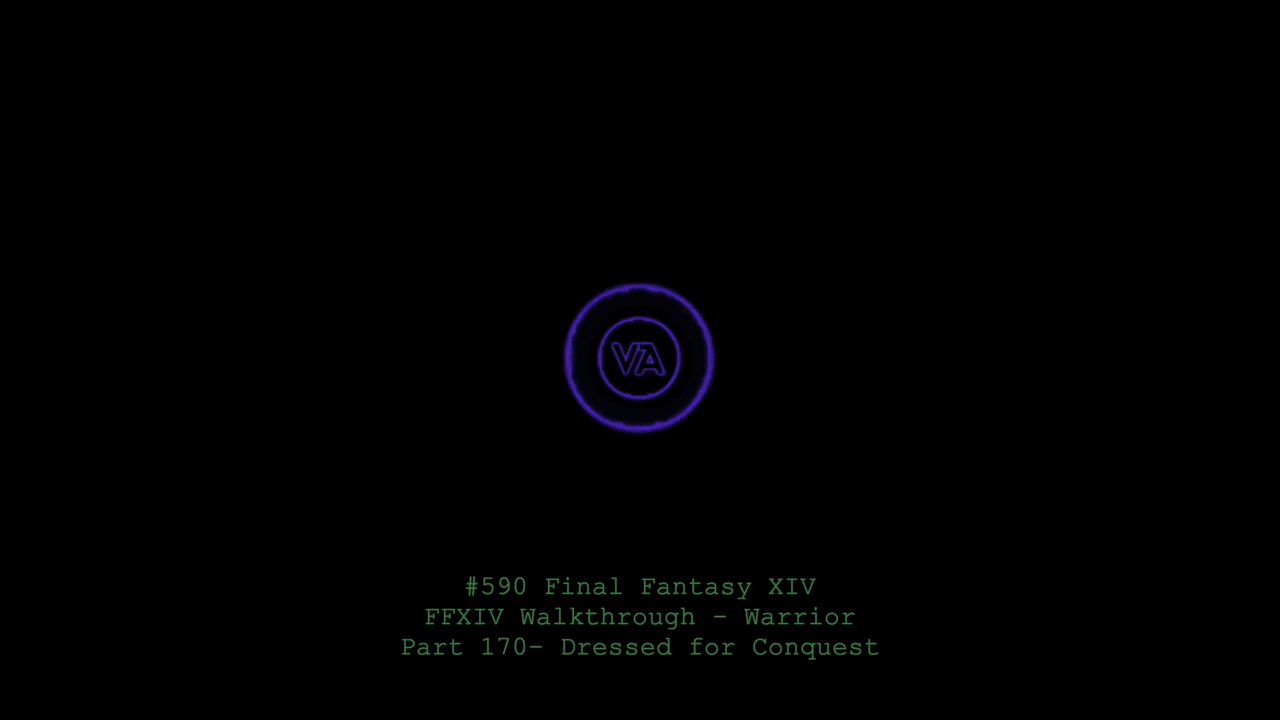 VA
#590 Final Fantasy XIV
FFXIV Walkthrough - Warrior
Part 170- Dressed for Conquest